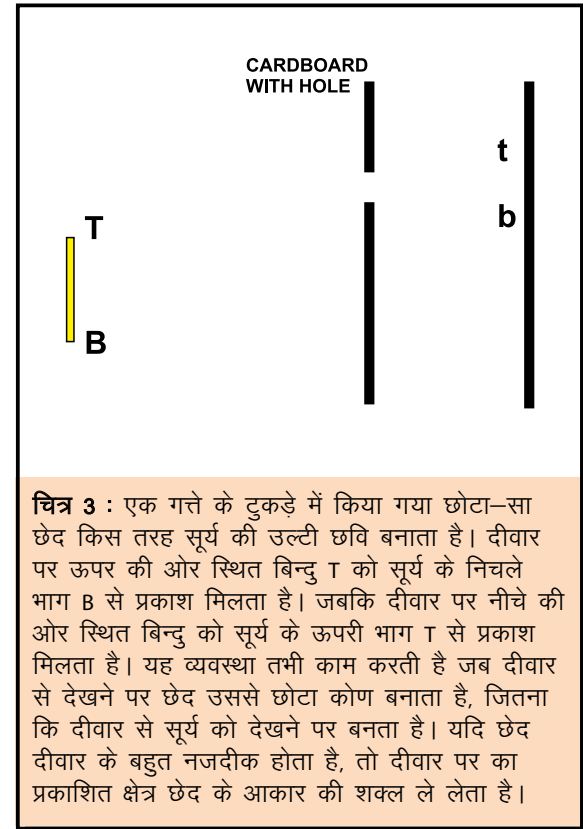 CARDBOARD
WITH HOLE
t
b
T
B
चित्र 3 : एक गत्ते के टुकड़े में किया गया छोटा–सा
छेद किस तरह सूर्य की उल्टी छवि बनाता है। दीवार
पर ऊपर की ओर स्थित बिन्दु T को सूर्य के निचले
भाग B से प्रकाश मिलता है। जबकि दीवार पर नीचे की
ओर स्थित बिन्दु को सूर्य के ऊपरी भाग T से प्रकाश
मिलता है। यह व्यवस्था तभी काम करती है जब दीवार
से देखने पर छेद उससे छोटा कोण बनाता है, जितना
कि दीवार से सूर्य को देखने पर बनता है। यदि छेद
दीवार के बहुत नजदीक होता है, तो दीवार पर का
प्रकाशित क्षेत्र छेद के आकार की शक्ल ले लेता है।